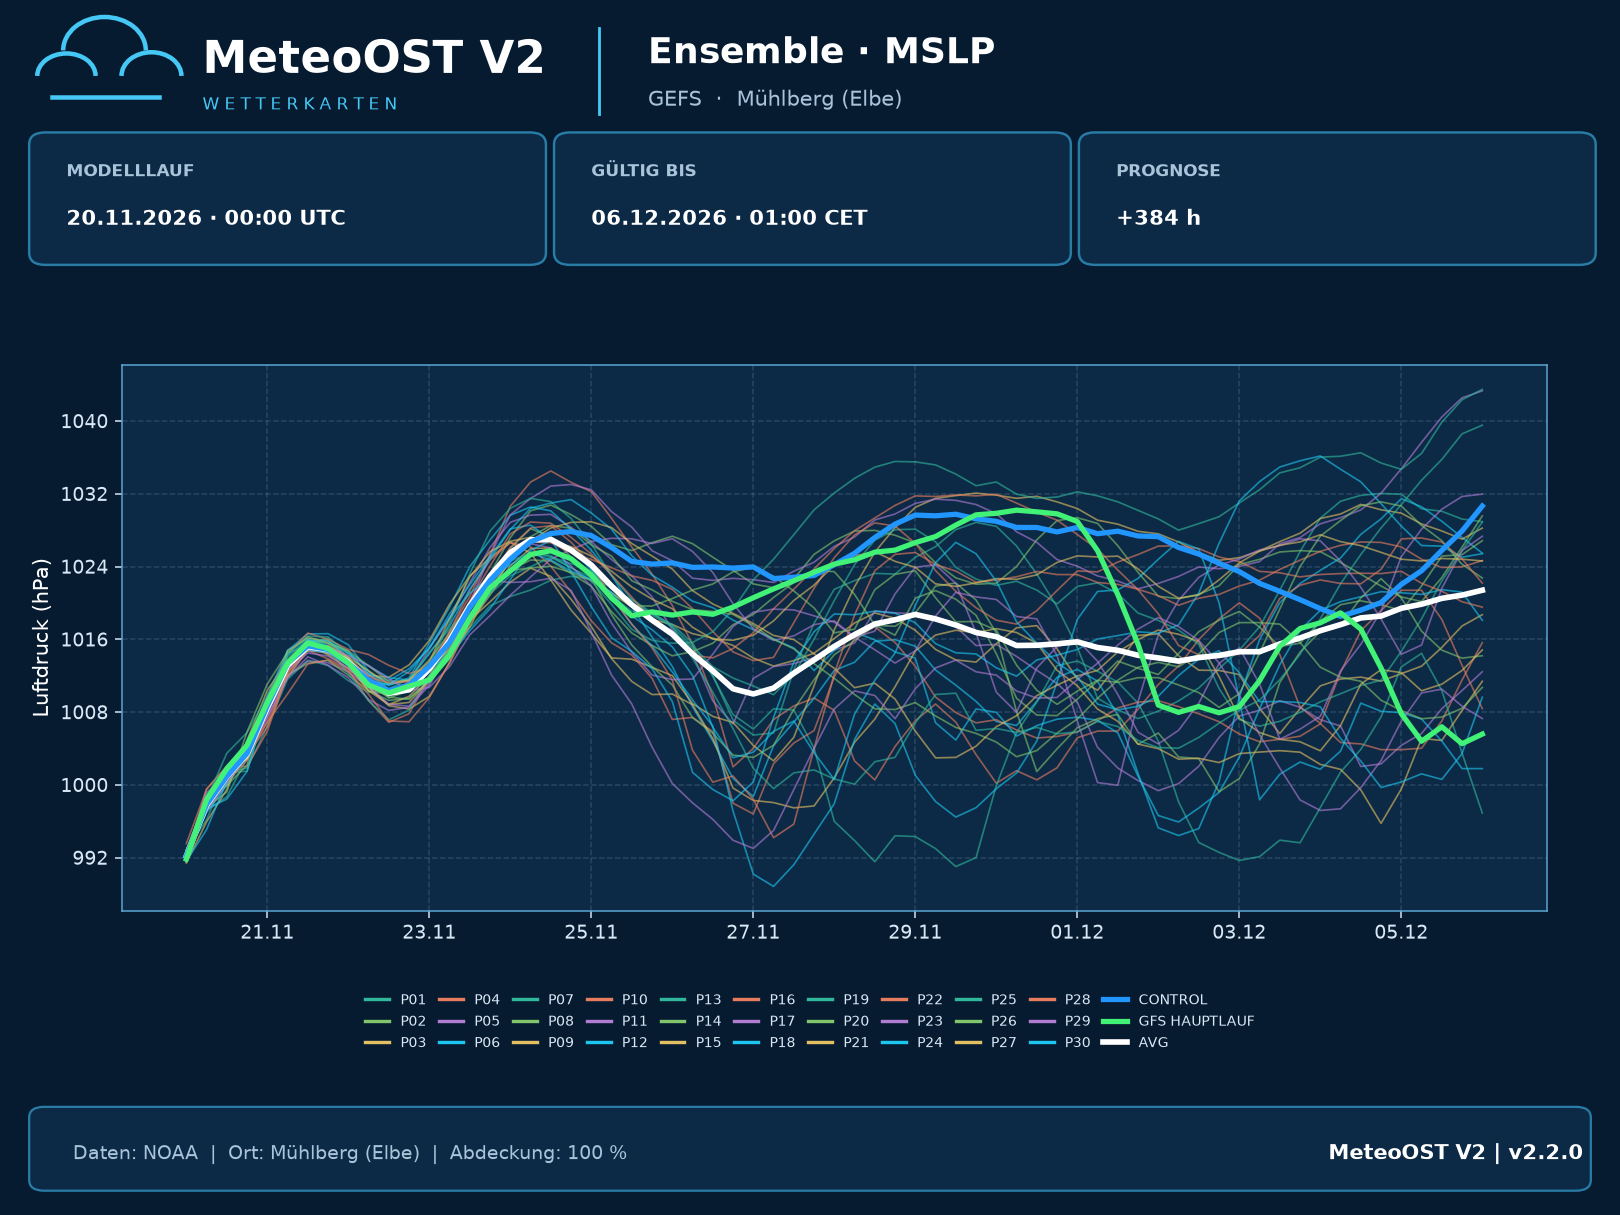 MeteoOST V2
WETTERKARTEN
Ensemble · MSLP
GEFS · Mühlberg (Elbe)
MODELLLAUF
20.11.2026 · 00:00 UTC
GÜLTIG BIS
06.12.2026 · 01:00 CET
PROGNOSE
+384 h
Luftdruck (hPa)
1040
1032
1024
1016
1008
1000
992
21.11 23.11 25.11 27.11 29.11 01.12 03.12 05.12
P01 P04 P07 P10 P13 P16 P19 P22 P25 P28 CONTROL
P02 P05 P08 P11 P14 P17 P20 P23 P26 P29 GFS HAUPTLAUF
P03 P06 P09 P12 P15 P18 P21 P24 P27 P30 AVG
Daten: NOAA | Ort: Mühlberg (Elbe) | Abdeckung: 100 %
MeteoOST V2 | v2.2.0